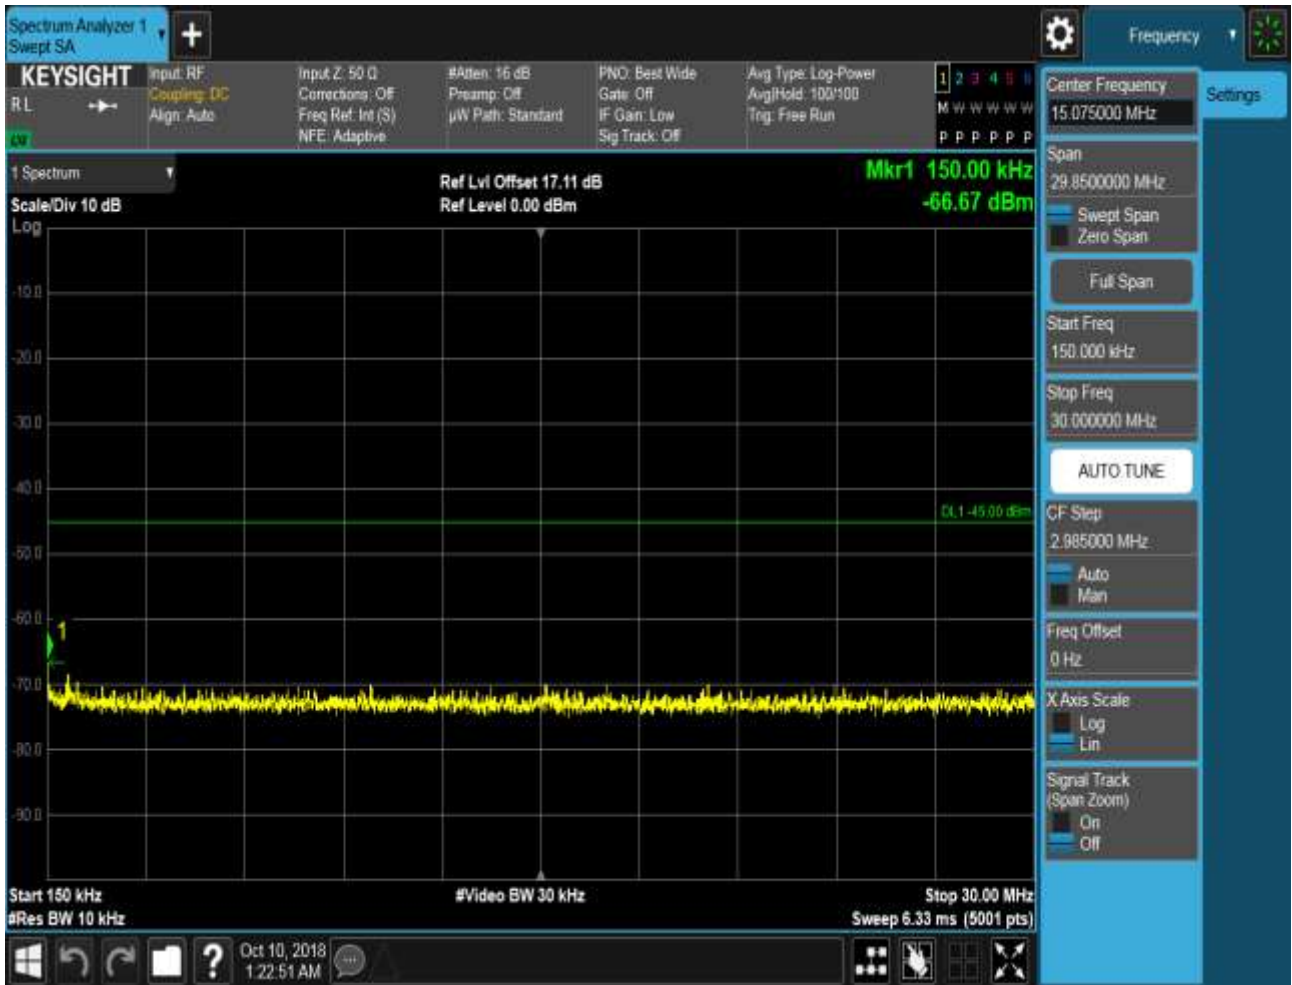 Spectrum Analyzer 1
Swept SA
+
Frequency
KEYSIGHT
RL
Input: RF
Coupling: DC
Align: Auto
Input Z: 50 Ω
Corrections: Off
Freq Ref: Int (S)
NFE: Adaptive
#Atten: 16 dB
Preamp: Off
µW Path: Standard
PNO: Best Wide
Gate: Off
IF Gain: Low
Sig Track: Off
Avg Type: Log-Power
Avg|Hold: 100/100
Trig: Free Run
1 2 3 4 5 6
M W W W W W
P P P P P P
Center Frequency
15.075000 MHz
Settings
Span
29.8500000 MHz
Swept Span
Zero Span
Full Span
Start Freq
150.000 kHz
Stop Freq
30.000000 MHz
AUTO TUNE
CF Step
2.985000 MHz
Auto
Man
Freq Offset
0 Hz
X Axis Scale
Log
Lin
Signal Track
(Span Zoom)
On
Off
1 Spectrum
Scale/Div 10 dB
Ref Lvl Offset 17.11 dB
Ref Level 0.00 dBm
Mkr1 150.00 kHz
-66.67 dBm
Log
-10.0
-20.0
-30.0
-40.0
DL1 -45.00 dBm
-50.0
-60.0
1
-70.0
-80.0
-90.0
Start 150 kHz
#Video BW 30 kHz
Stop 30.00 MHz
#Res BW 10 kHz
Sweep 6.33 ms (5001 pts)
?
Oct 10, 2018
1:22:51 AM